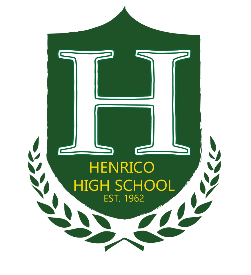 H
HENRICO
HIGH SCHOOL
EST. 1962